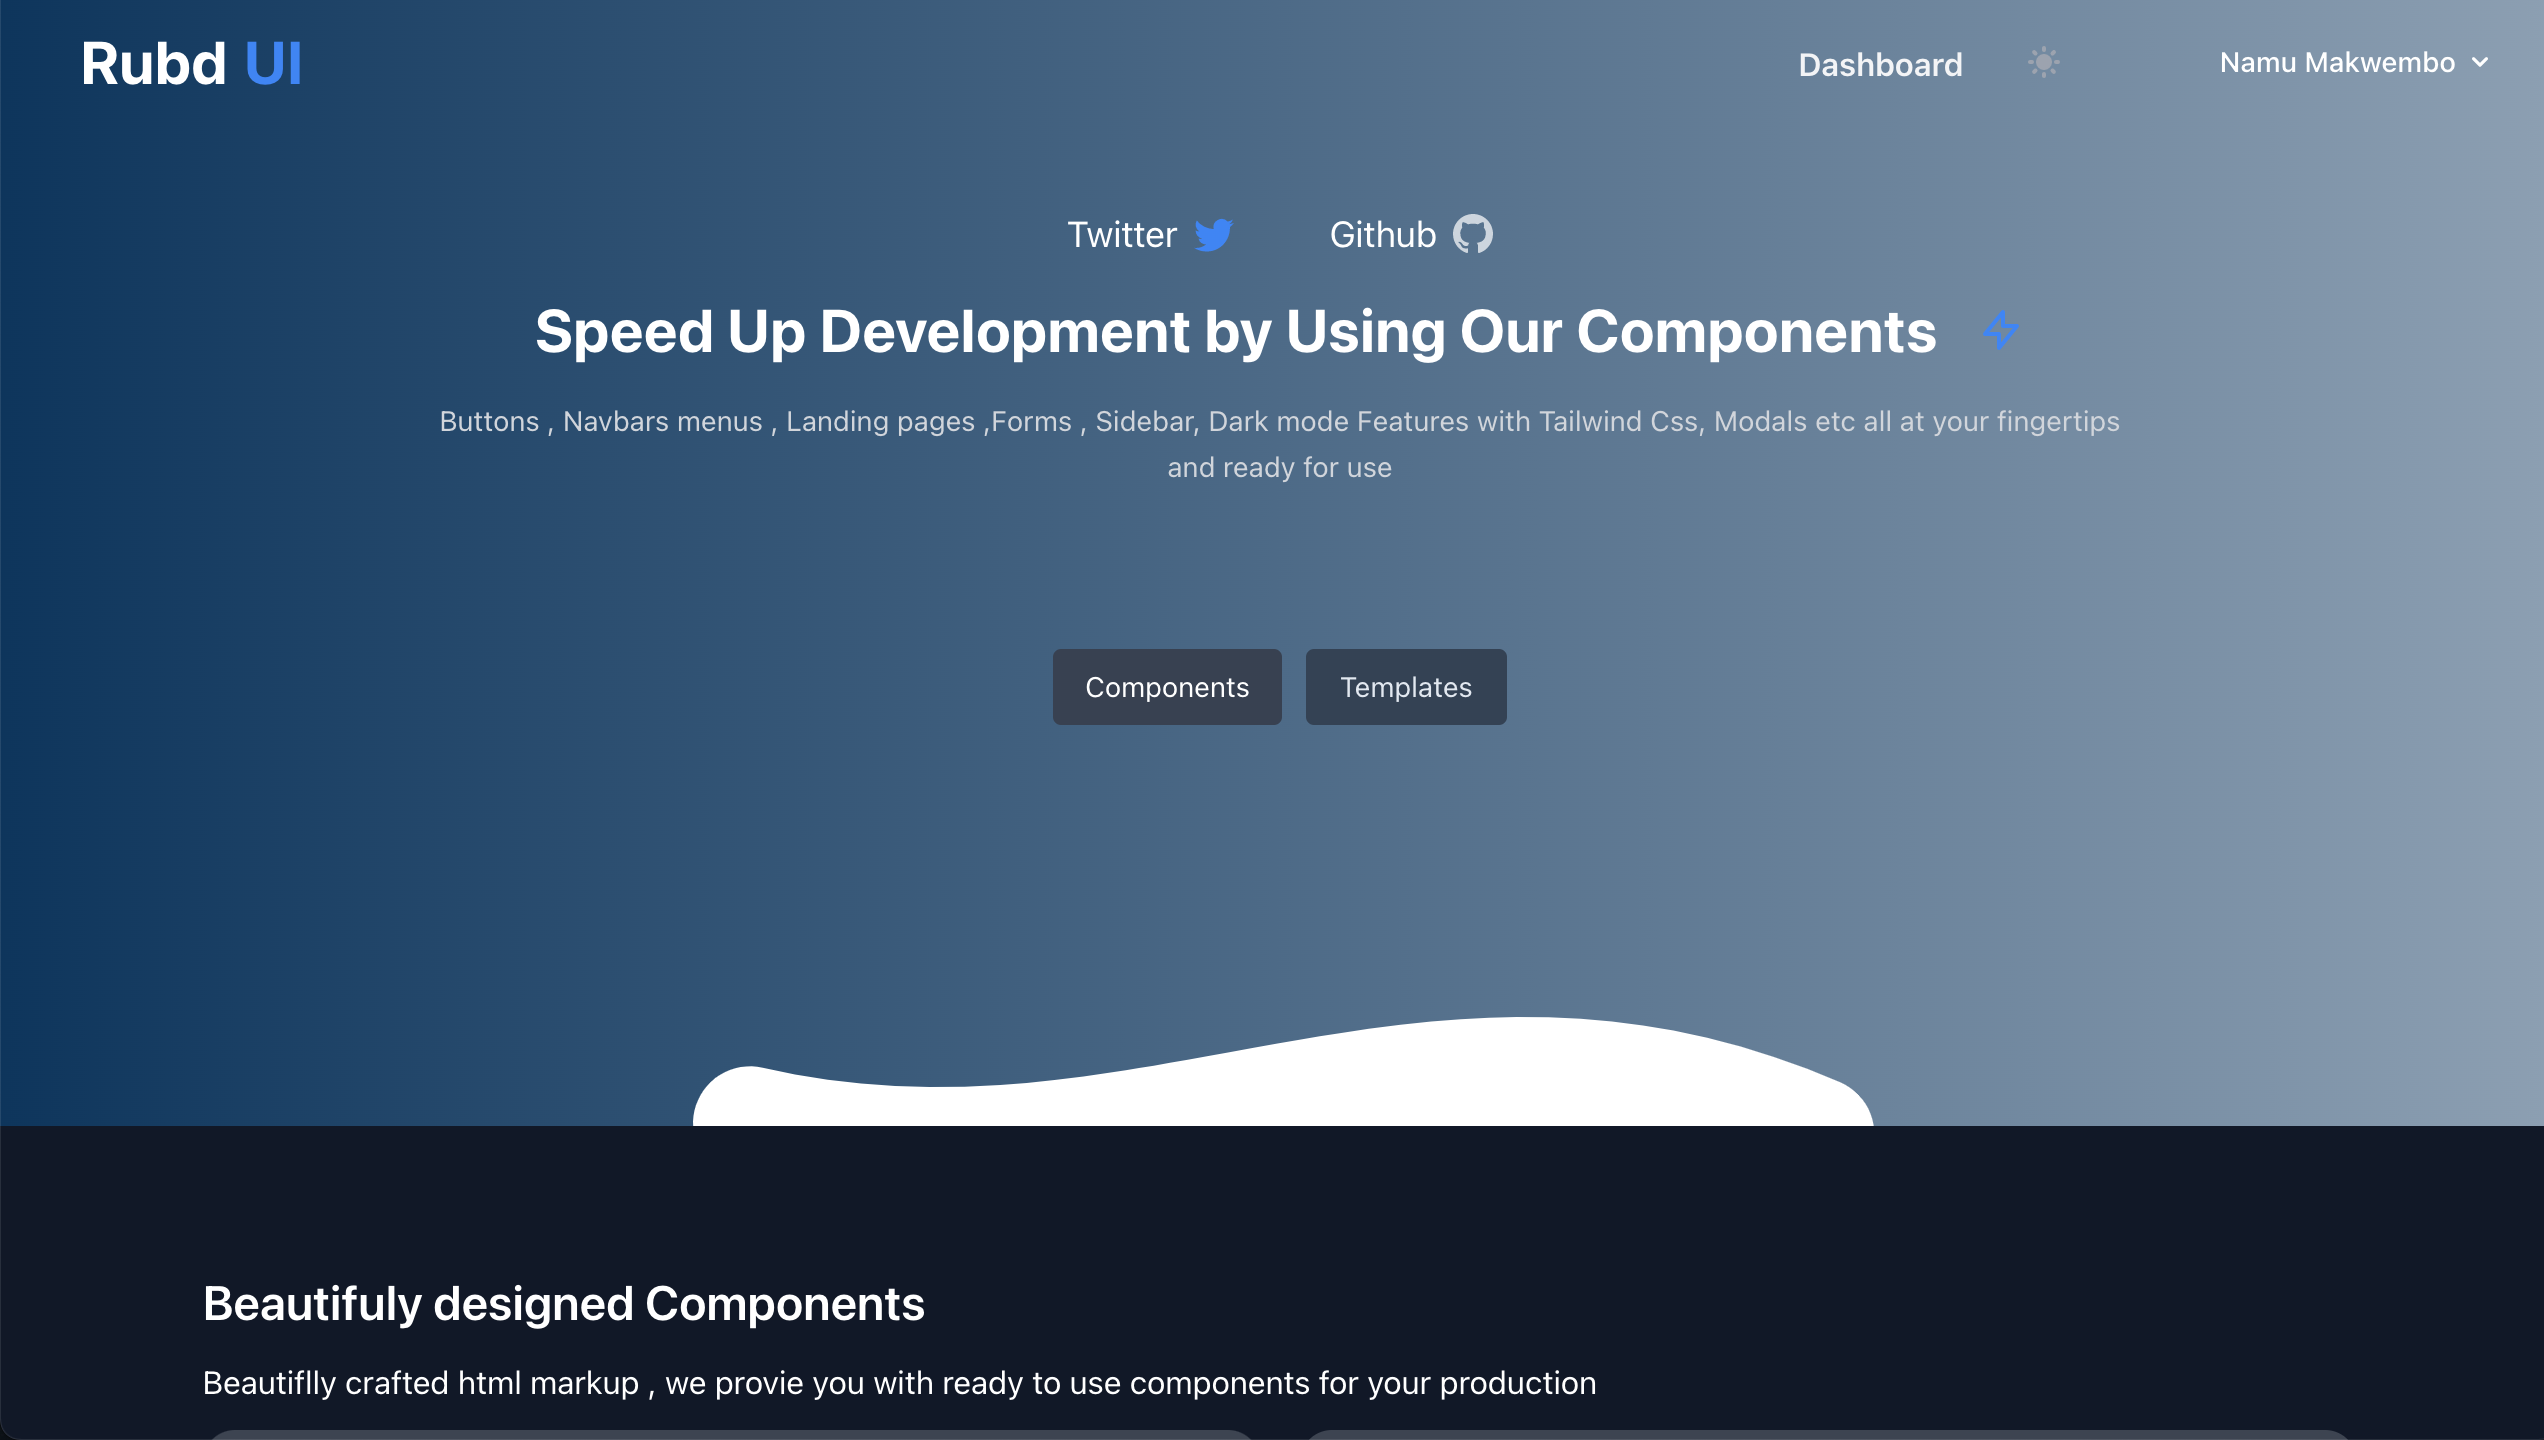 Rubd UI
Dashboard
Namu Makwembo
Twitter
Github
Speed Up Development by Using Our Components
Buttons , Navbars menus , Landing pages ,Forms , Sidebar, Dark mode Features with Tailwind Css, Modals etc all at your fingertips
and ready for use
Components
Templates
Beautifuly designed Components
Beautiflly crafted html markup , we provie you with ready to use components for your production